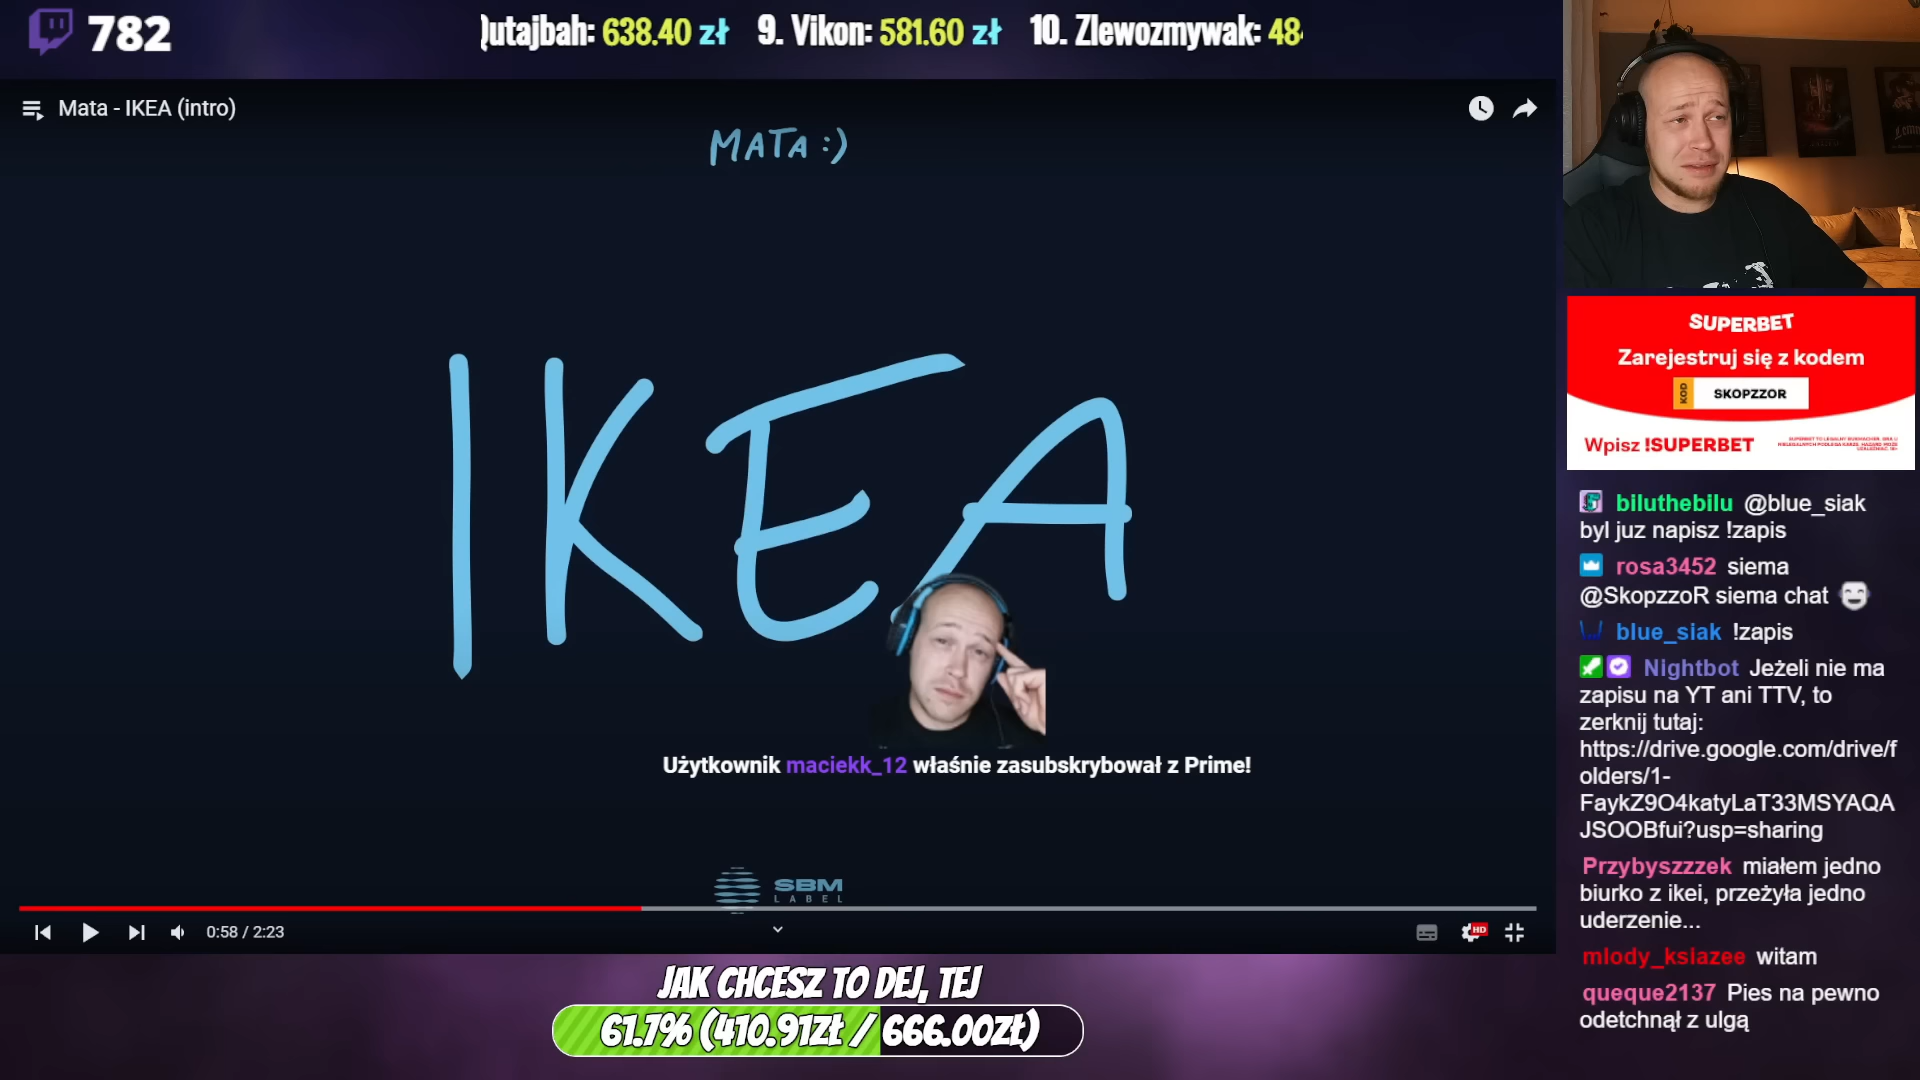 782
Qutajbah: 638.40 zł 9. Vikon: 581.60 zł 10. Zlewozmywak: 48
Mata - IKEA (intro)
MATA :)
IKEA
Użytkownik maciekk_12 właśnie zasubskrybował z Prime!
SBM
LABEL
0:58 / 2:23
HD
JAK CHCESZ TO DEJ, TEJ
61.7% (410.91ZŁ / 666.00ZŁ)
SUPERBET
Zarejestruj się z kodem
KOD SKOPZZOR
Wpisz !SUPERBET
biluthebilu @blue_siak
byl juz napisz !zapis
rosa3452 siema
@SkopzzoR siema chat
blue_siak !zapis
Nightbot Jeżeli nie ma
zapisu na YT ani TTV, to
zerknij tutaj:
https://drive.google.com/drive/f
olders/1-
FaykZ9O4katyLaT33MSYAQA
JSOOBfui?usp=sharing
Przybyszzzek miałem jedno
biurko z ikei, przeżyła jedno
uderzenie...
mlody_kslazee witam
queque2137 Pies na pewno
odetchnął z ulgą